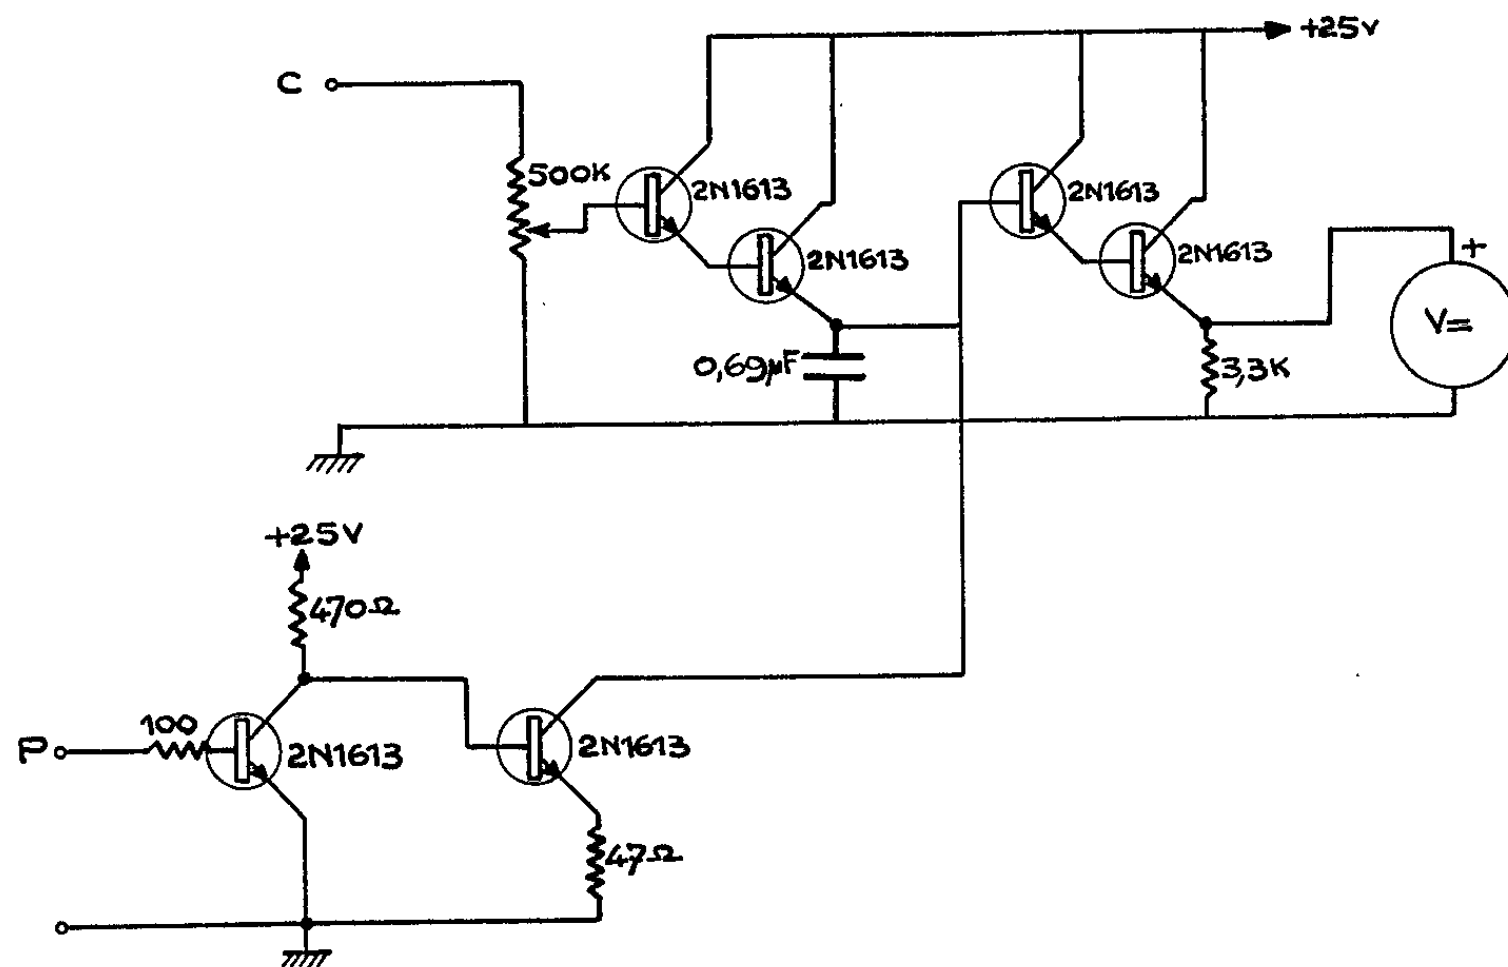 +25V
C
500K
2N1613
2N1613
2N1613
2N1613
+
V=
0,69µF
3,3K
+25V
470Ω
P
100
2N1613
2N1613
47Ω